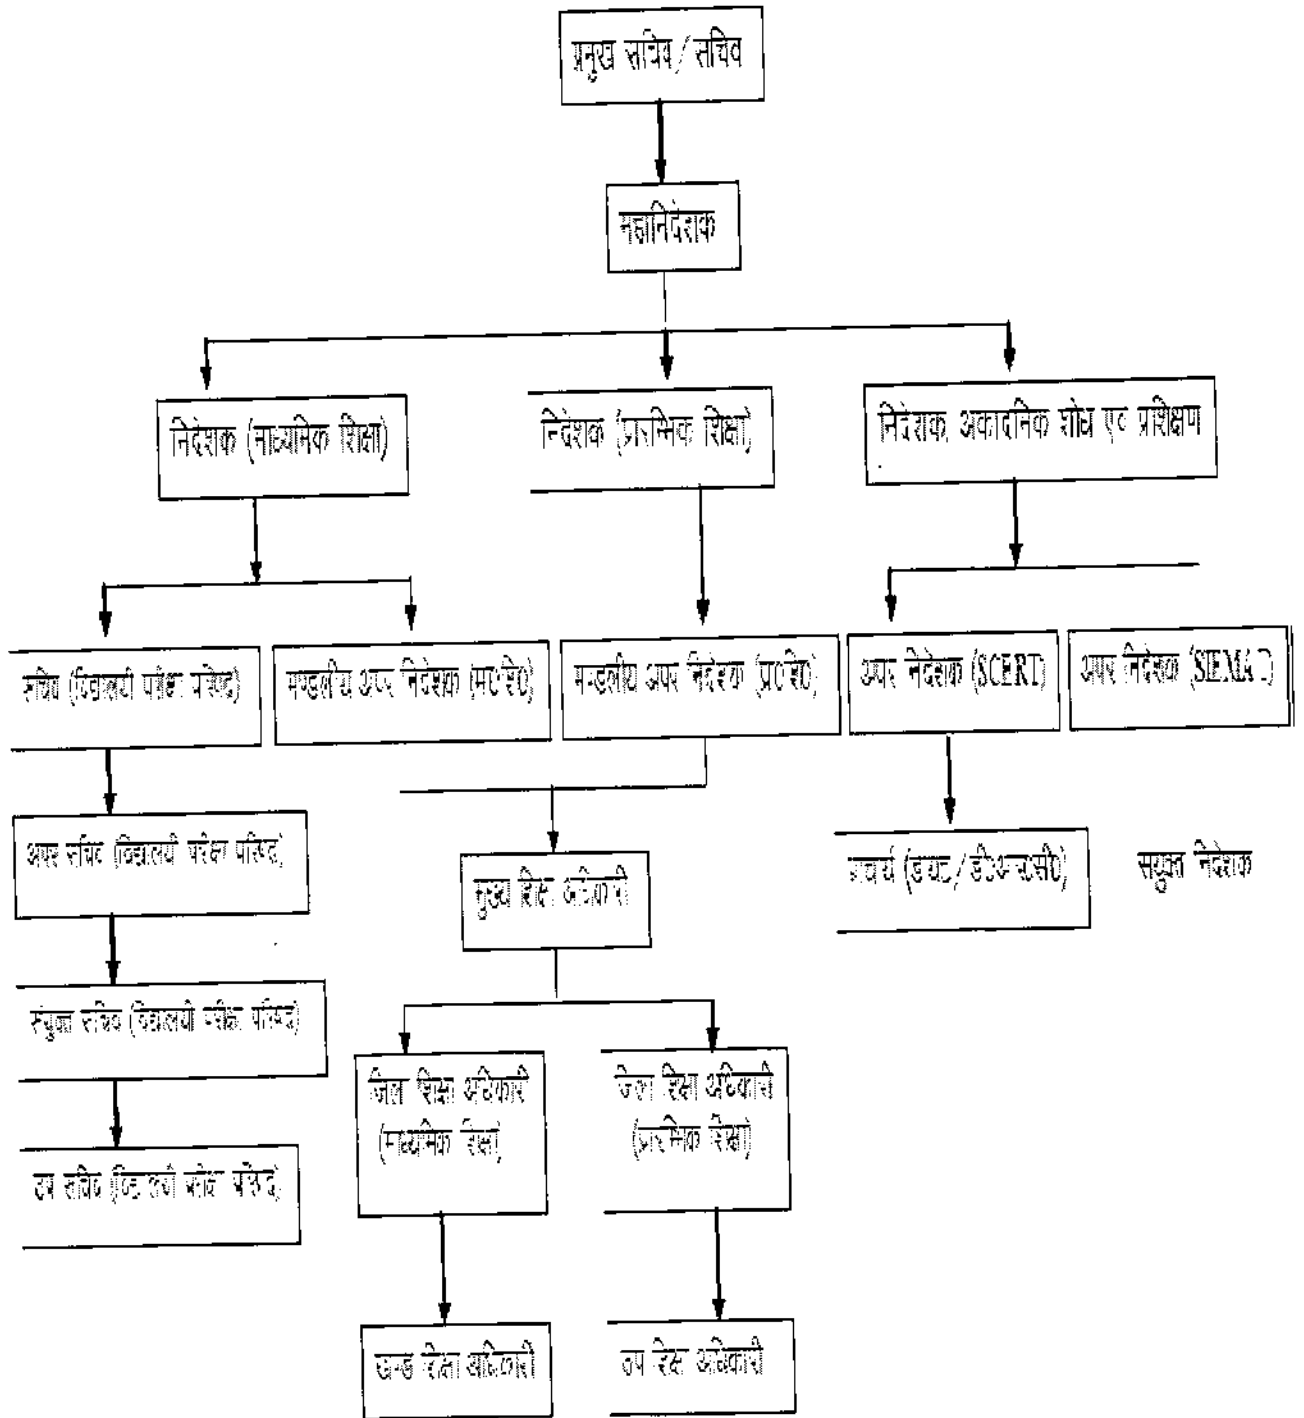 प्रमुख सचिव/सचिव
महानिदेशक
निदेशक (माध्यमिक शिक्षा)
निदेशक (प्रारम्भिक शिक्षा)
निदेशक अकादमिक शोध एवं प्रशिक्षण
सचिव (विद्यालयी परीक्षा परिषद)
मण्डलीय अपर निदेशक (मा०शि०)
मण्डलीय अपर निदेशक (प्रा०शि०)
अपर निदेशक (SCERT)
अपर निदेशक (SIEMAT)
अपर सचिव (विद्यालयी परीक्षा परिषद)
मुख्य शिक्षा अधिकारी
प्राचार्य (डायट/डी०आर०सी०)
संयुक्त निदेशक
संयुक्त सचिव (विद्यालयी परीक्षा परिषद)
जिला शिक्षा अधिकारी
(माध्यमिक शिक्षा)
जिला शिक्षा अधिकारी
(प्रारम्भिक शिक्षा)
उप सचिव (विद्यालयी परीक्षा परिषद)
खण्ड शिक्षा अधिकारी
उप शिक्षा अधिकारी